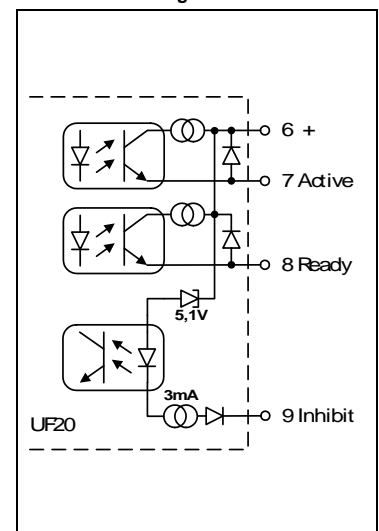 6 +
7 Active
8 Ready
5,1V
3mA
9 Inhibit
UF20